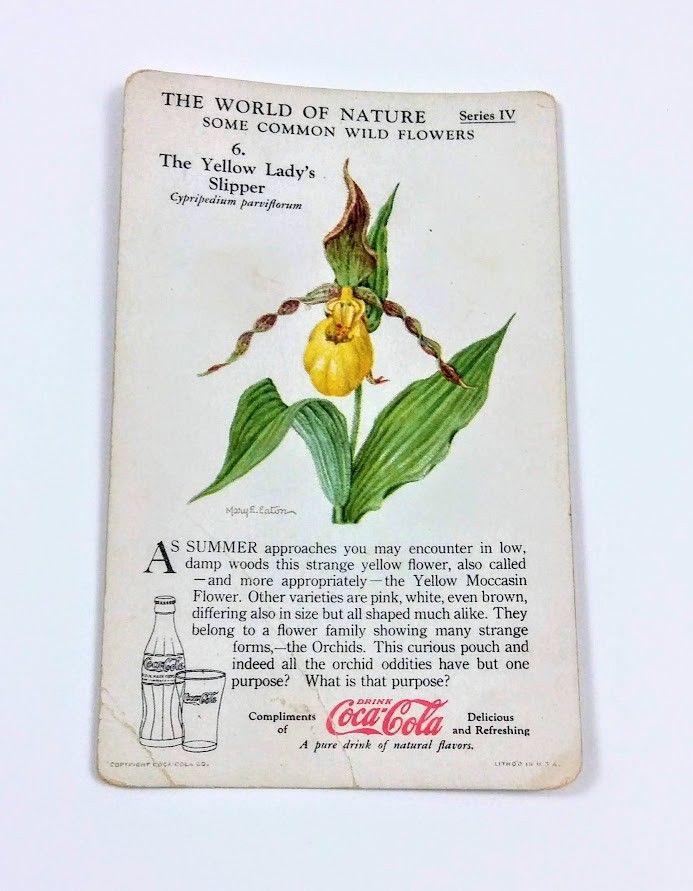 THE WORLD OF NATURE Series IV
SOME COMMON WILD FLOWERS
6.
The Yellow Lady's
Slipper
Cypripedium parviflorum
Mary E. Eaton
AS SUMMER approaches you may encounter in low,
damp woods this strange yellow flower, also called
—and more appropriately—the Yellow Moccasin
Flower. Other varieties are pink, white, even brown,
differing also in size but all shaped much alike. They
belong to a flower family showing many strange
forms,—the Orchids. This curious pouch and
indeed all the orchid oddities have but one
purpose? What is that purpose?
Coca-Cola
Coca-Cola
Compliments
of
DRINK
Coca-Cola
Delicious
and Refreshing
A pure drink of natural flavors.
COPYRIGHT COCA-COLA CO.
LITHO IN U.S.A.